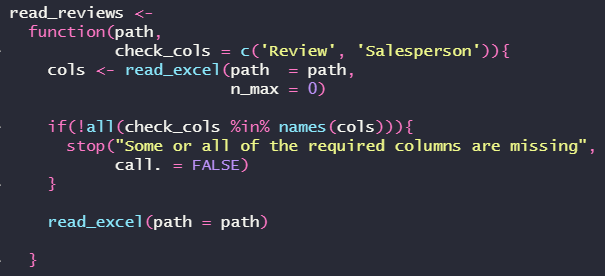 read_reviews <-
  function(path,
           check_cols = c('Review', 'Salesperson')){
    cols <- read_excel(path  = path,
                       n_max = 0)
    if(!all(check_cols %in% names(cols))){
      stop("Some or all of the required columns are missing",
           call. = FALSE)
    }
    read_excel(path = path)
  }